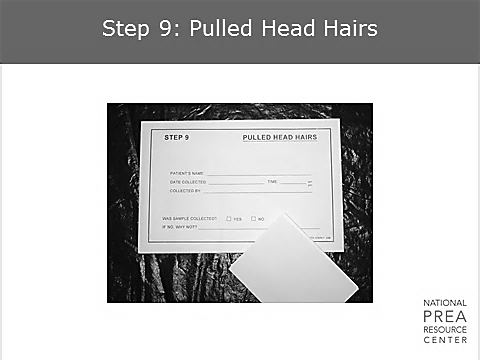 Step 9: Pulled Head Hairs
STEP 9 PULLED HEAD HAIRS
PATIENT'S NAME:
DATE COLLECTED: TIME:
COLLECTED BY:
WAS SAMPLE COLLECTED? YES NO
IF NO, WHY NOT?
NATIONAL
PREA
RESOURCE
CENTER